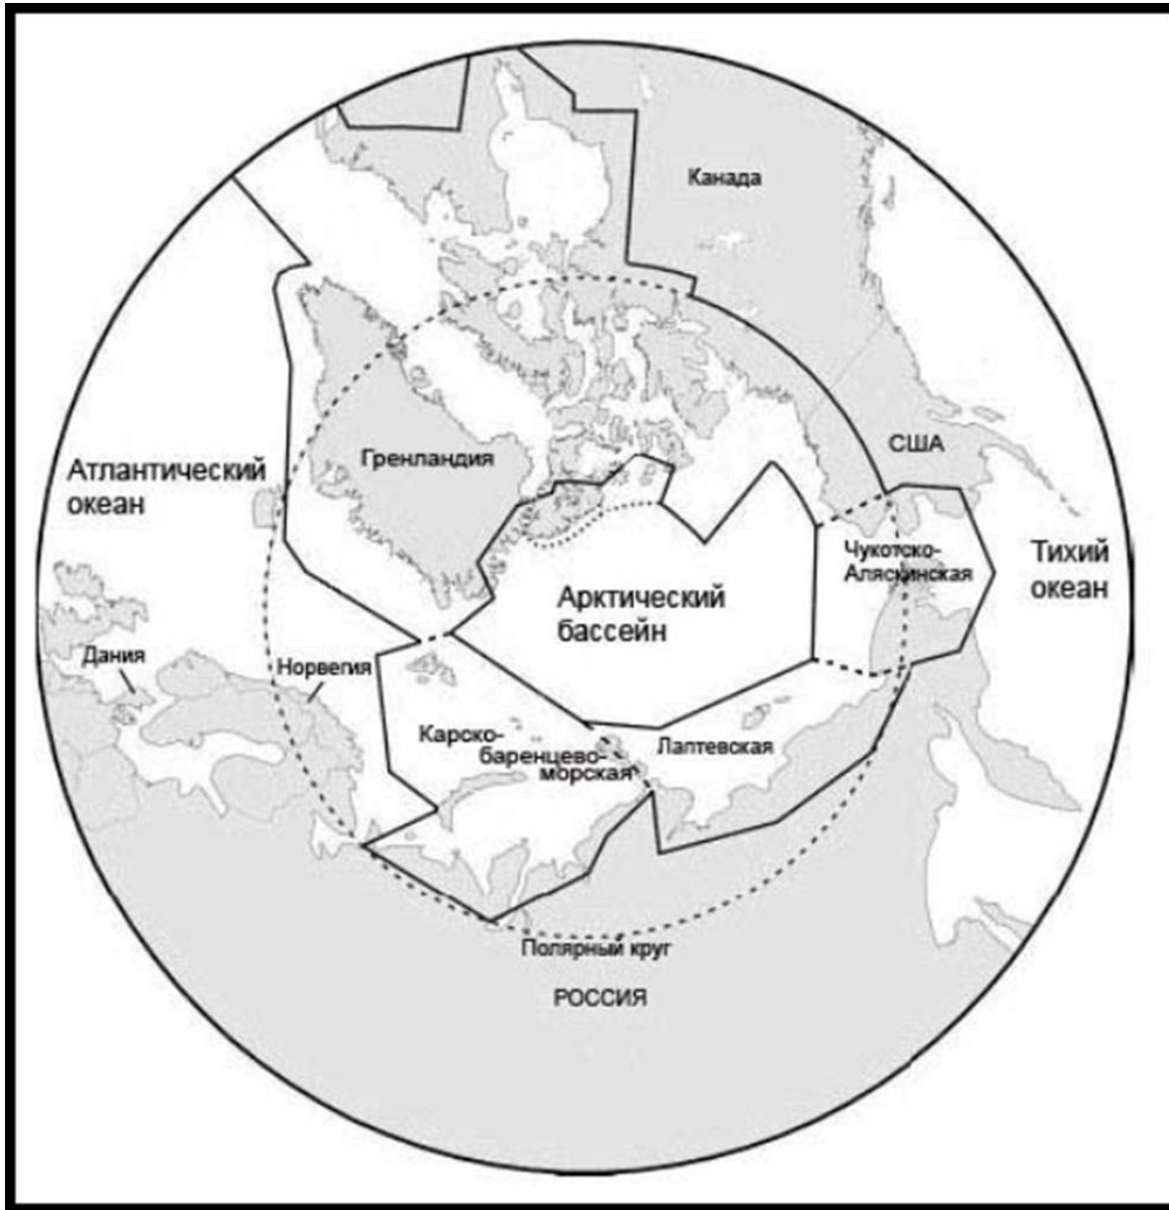 Канада
США
Гренландия
Атлантический
океан
Чукотско-
Аляскинская
Тихий
океан
Арктический
бассейн
Дания
Норвегия
Карско-
баренцево-
морская
Лаптевская
Полярный круг
РОССИЯ